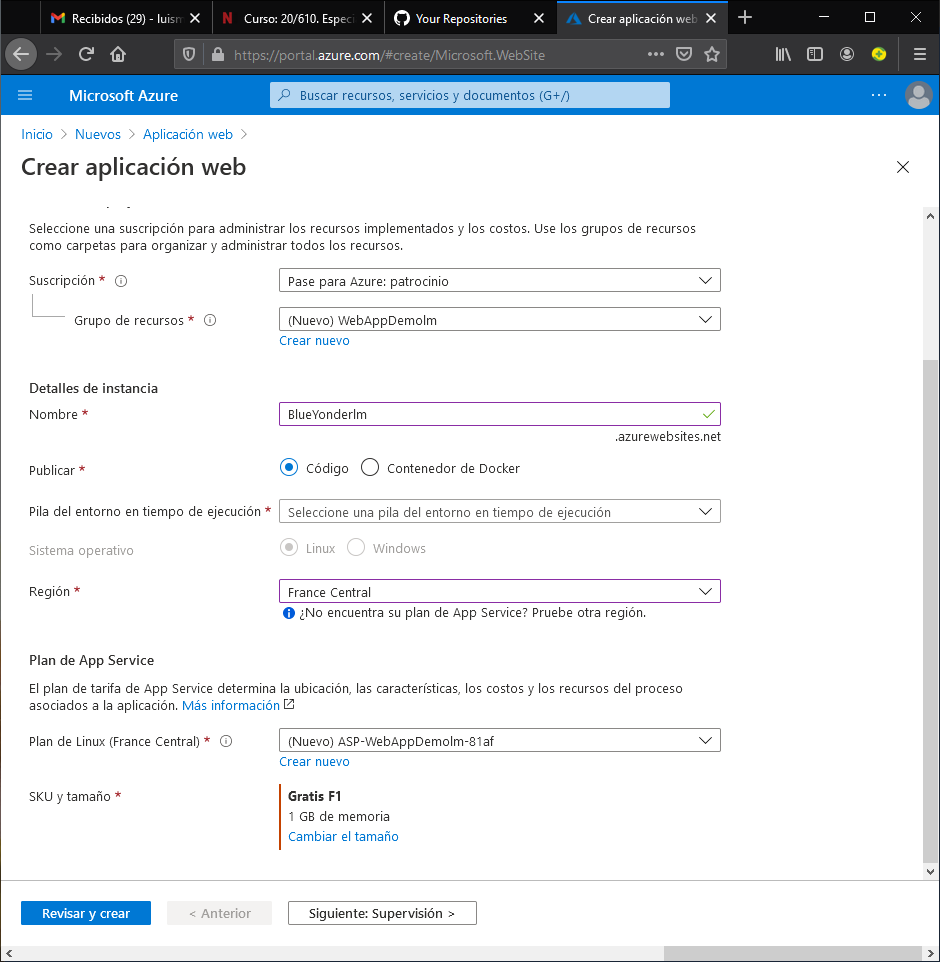 Recibidos (29) - luism
N Curso: 20/610. Especi
Your Repositories
Crear aplicación web
https://portal.azure.com/#create/Microsoft.WebSite
Microsoft Azure
Buscar recursos, servicios y documentos (G+/)
Inicio > Nuevos > Aplicación web >
Crear aplicación web
Seleccione una suscripción para administrar los recursos implementados y los costos. Use los grupos de recursos
como carpetas para organizar y administrar todos los recursos.
Suscripción * Pase para Azure: patrocinio
Grupo de recursos * (Nuevo) WebAppDemolm
Crear nuevo
Detalles de instancia
Nombre * BlueYonderlm
.azurewebsites.net
Publicar * Código Contenedor de Docker
Pila del entorno en tiempo de ejecución * Seleccione una pila del entorno en tiempo de ejecución
Sistema operativo Linux Windows
Región * France Central
¿No encuentra su plan de App Service? Pruebe otra región.
Plan de App Service
El plan de tarifa de App Service determina la ubicación, las características, los costos y los recursos del proceso
asociados a la aplicación. Más información
Plan de Linux (France Central) * (Nuevo) ASP-WebAppDemolm-81af
Crear nuevo
SKU y tamaño * Gratis F1
1 GB de memoria
Cambiar el tamaño
Revisar y crear < Anterior Siguiente: Supervisión >